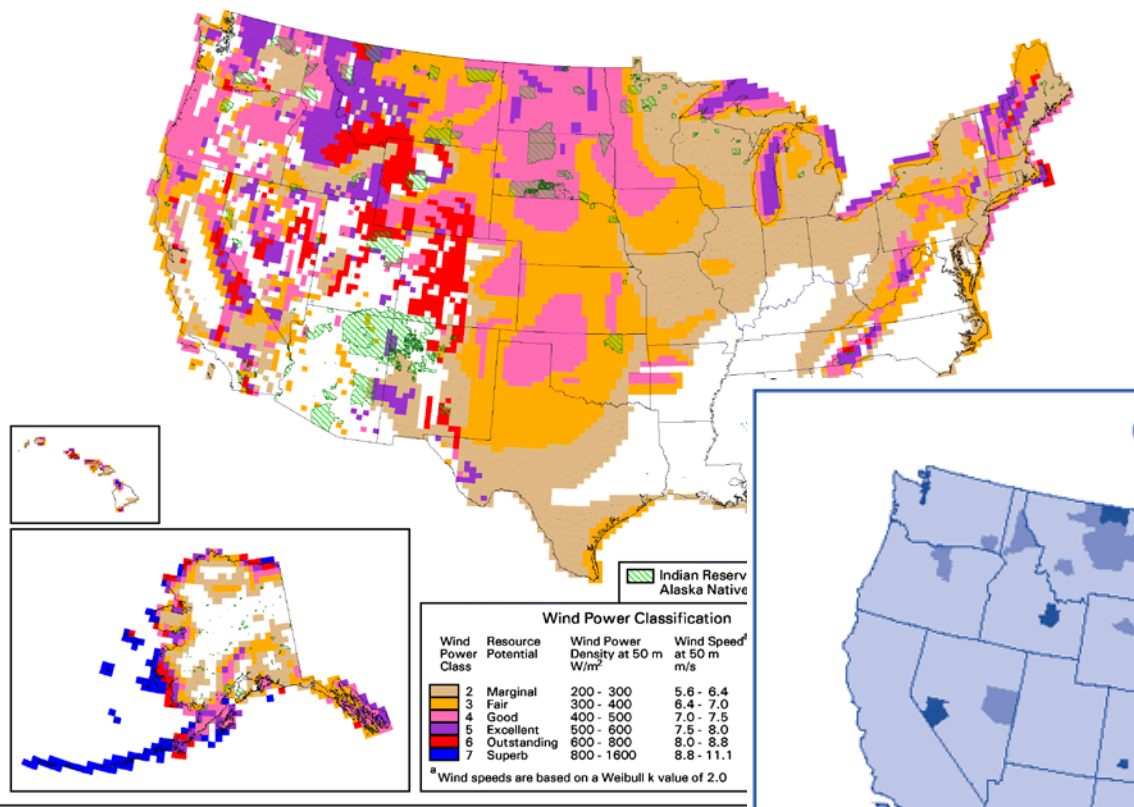 Indian Reserv
Alaska Native
Wind Power Classification
Wind Power Class Resource Potential Wind Power Density at 50 m W/m² Wind Speedᵃ at 50 m m/s
2 Marginal 200 - 300 5.6 - 6.4
3 Fair 300 - 400 6.4 - 7.0
4 Good 400 - 500 7.0 - 7.5
5 Excellent 500 - 600 7.5 - 8.0
6 Outstanding 600 - 800 8.0 - 8.8
7 Superb 800 - 1600 8.8 - 11.1
ᵃ Wind speeds are based on a Weibull k value of 2.0